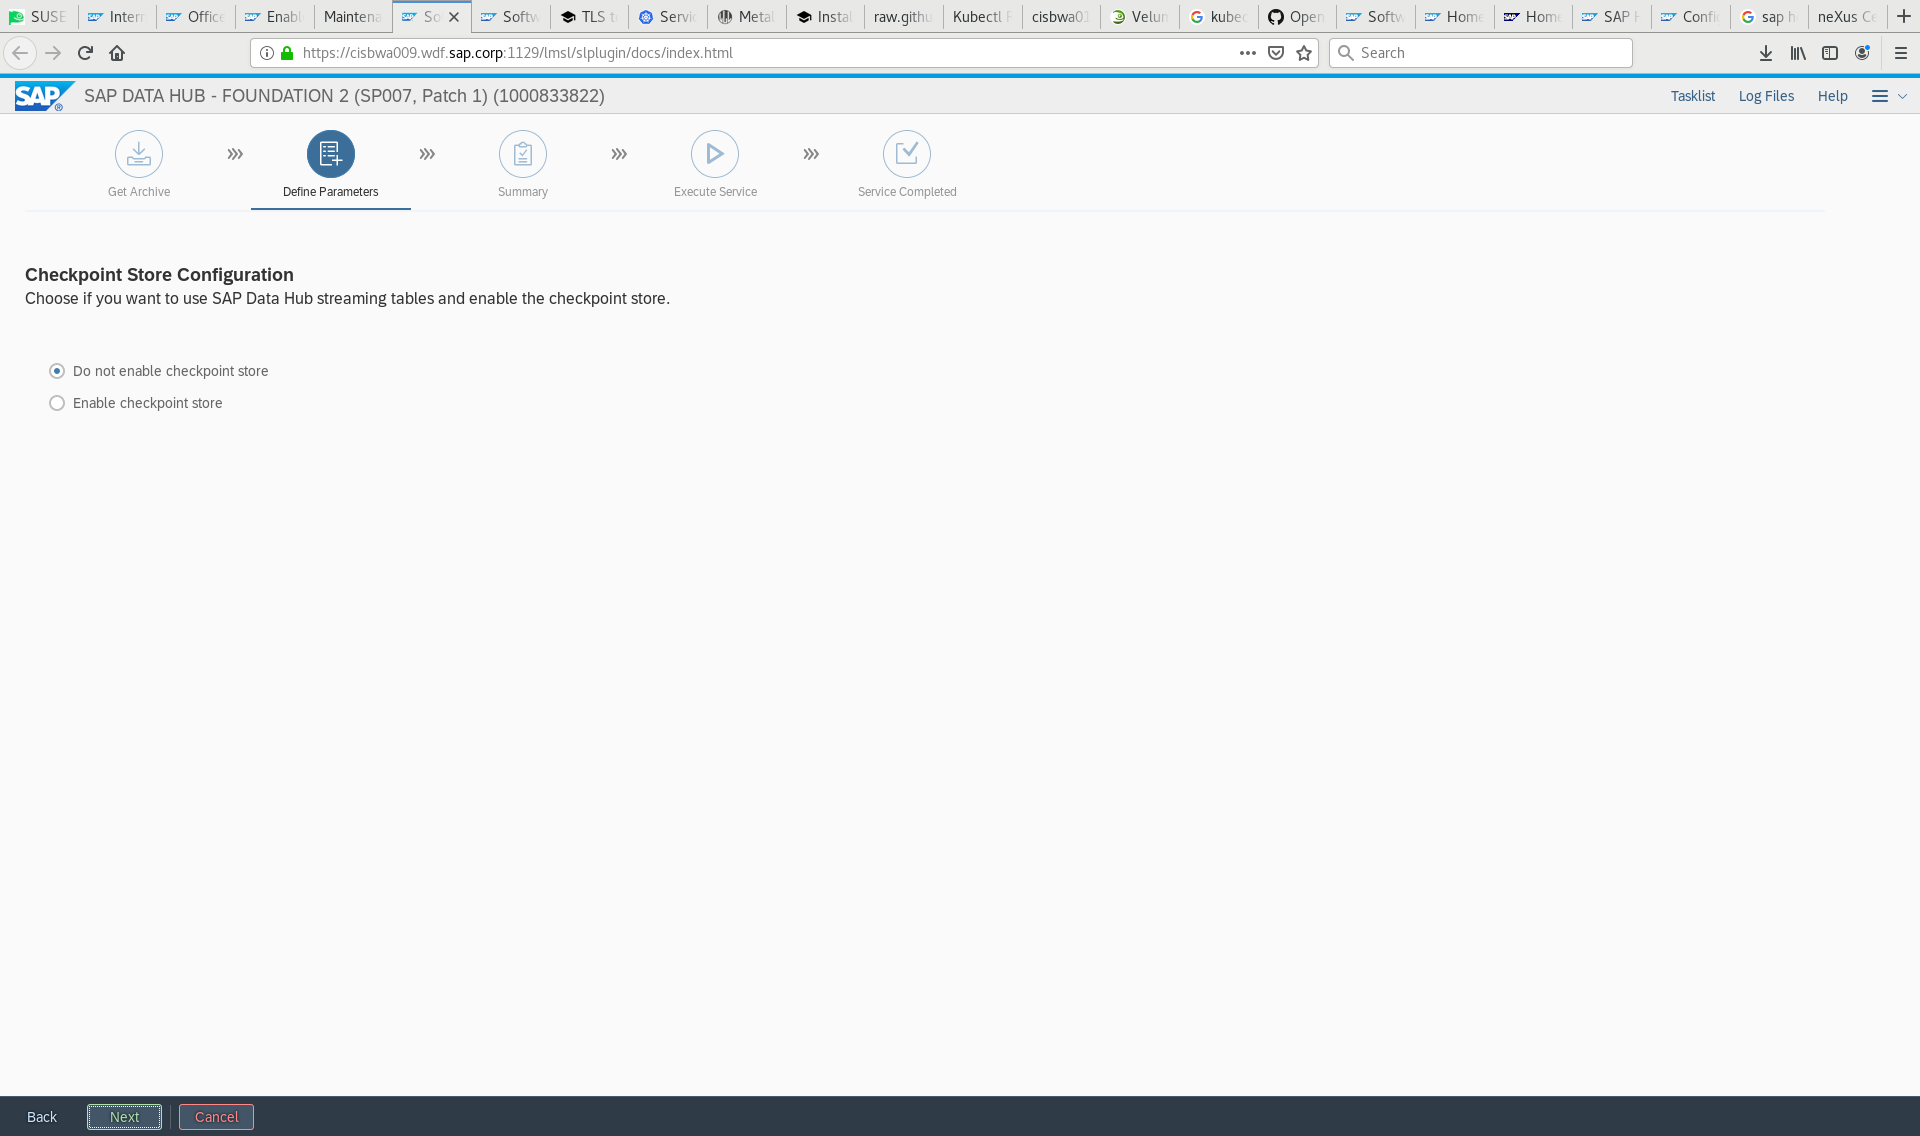 SUSE
Intern
Office
Enabl
Maintena
So
Softw
TLS t
Servic
Metal
Instal
raw.githu
Kubectl
cisbwa01
Velum
kubec
Open
Softw
Home
Home
SAP H
Confi
sap h
neXus Ce
https://cisbwa009.wdf.sap.corp:1129/lmsl/slplugin/docs/index.html
Search
SAP DATA HUB - FOUNDATION 2 (SP007, Patch 1) (1000833822)
Tasklist
Log Files
Help
Get Archive
Define Parameters
Summary
Execute Service
Service Completed
Checkpoint Store Configuration
Choose if you want to use SAP Data Hub streaming tables and enable the checkpoint store.
Do not enable checkpoint store
Enable checkpoint store
Back
Next
Cancel